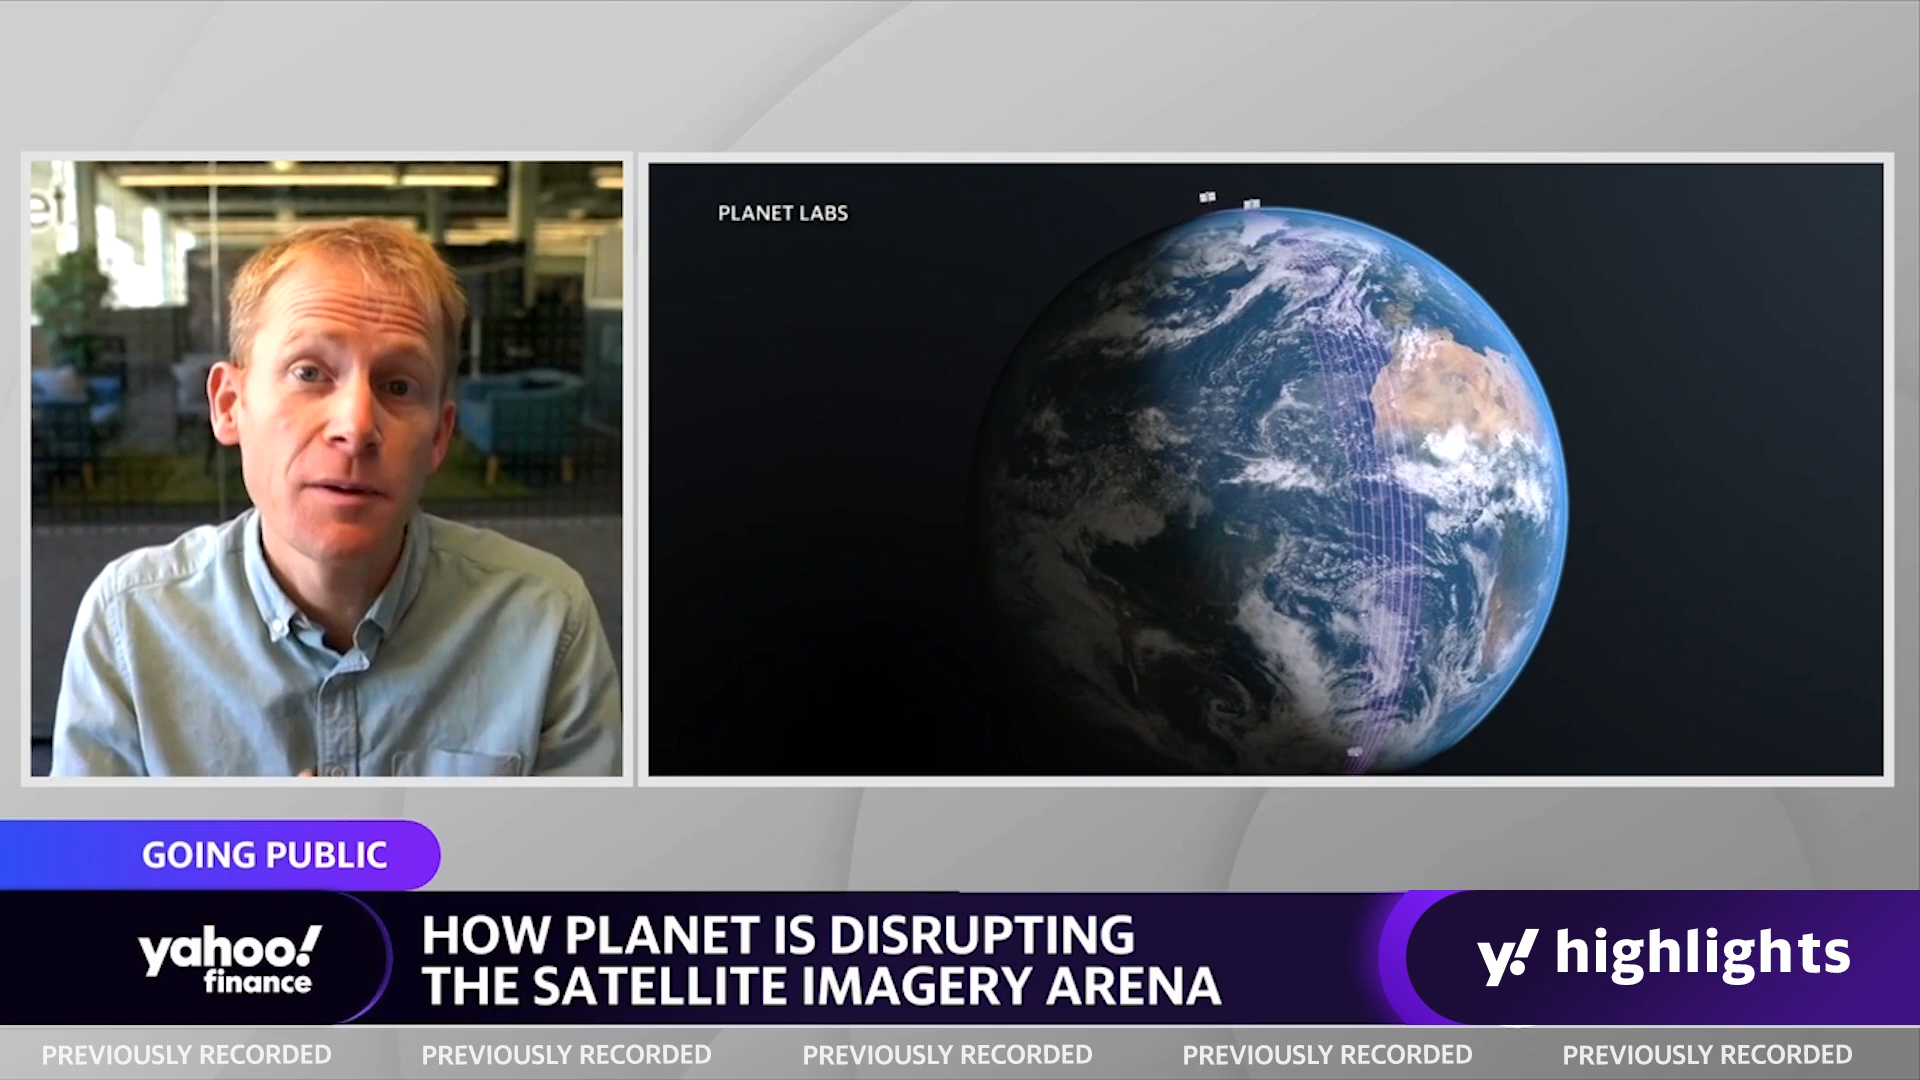 et
PLANET LABS
GOING PUBLIC
yahoo!
finance
HOW PLANET IS DISRUPTING
THE SATELLITE IMAGERY ARENA
y! highlights
PREVIOUSLY RECORDED PREVIOUSLY RECORDED PREVIOUSLY RECORDED PREVIOUSLY RECORDED PREVIOUSLY RECORDED